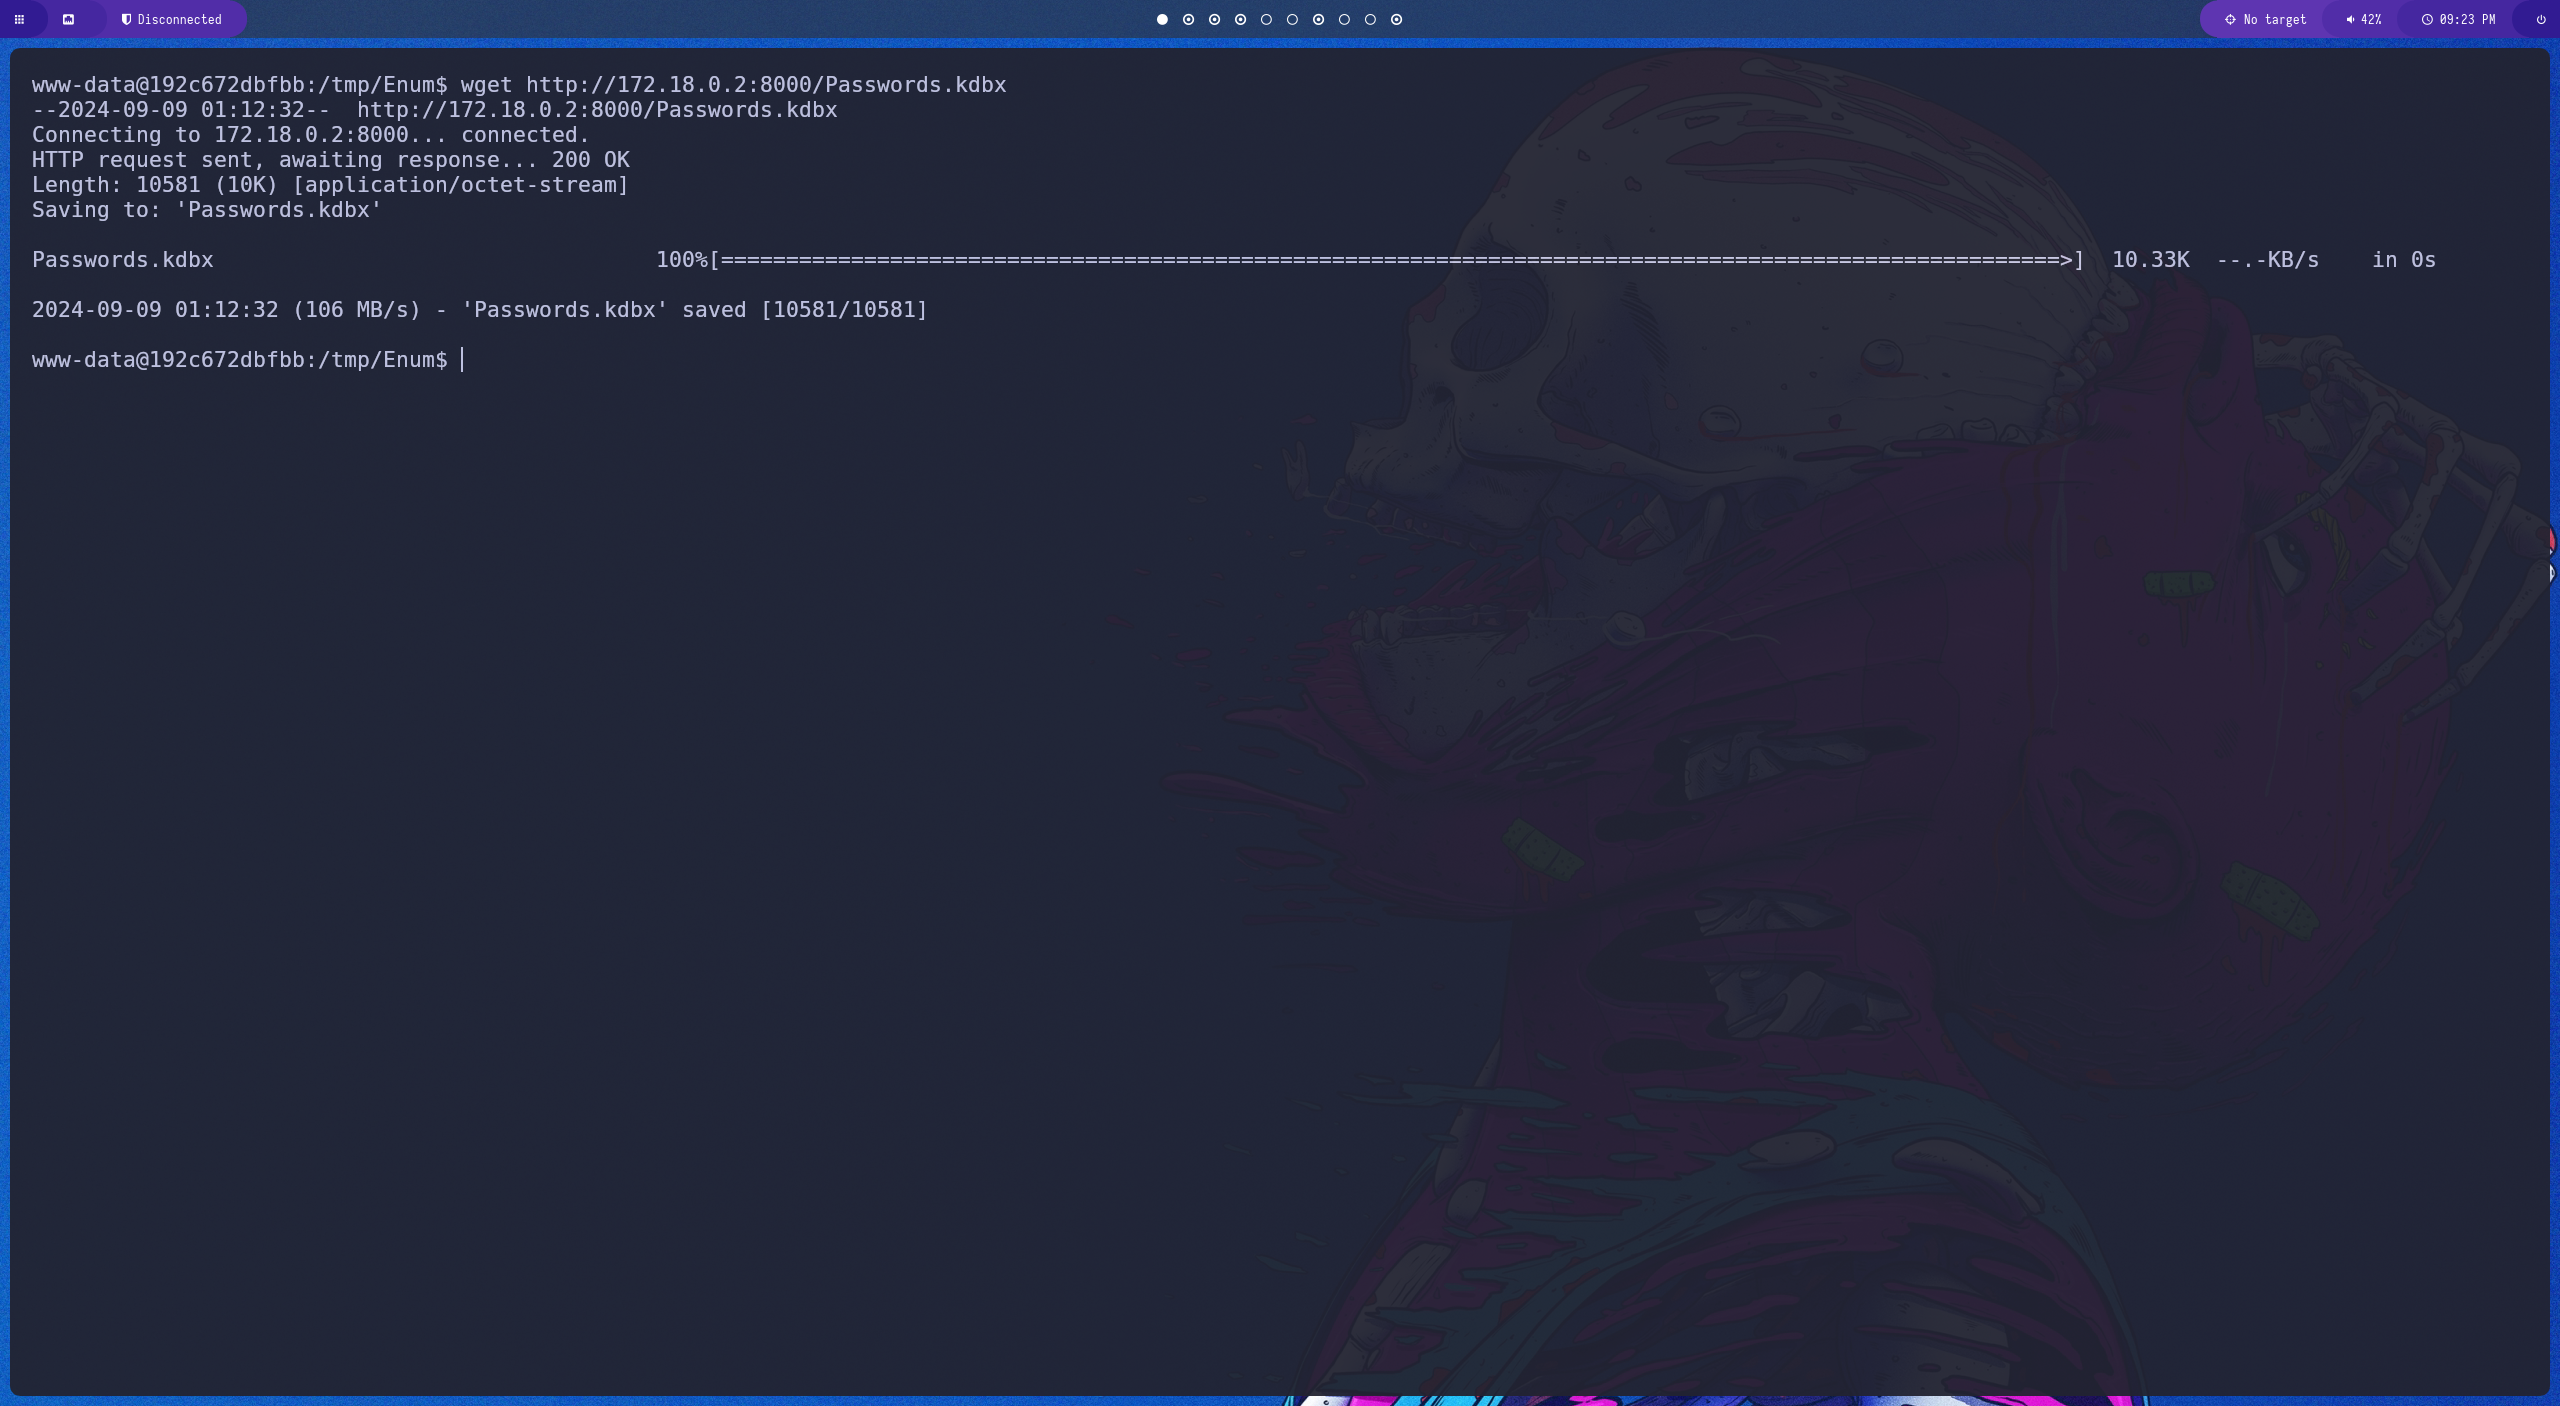 Disconnected
No target
42%
09:23 PM
www-data@192c672dbfbb:/tmp/Enum$ wget http://172.18.0.2:8000/Passwords.kdbx
--2024-09-09 01:12:32--  http://172.18.0.2:8000/Passwords.kdbx
Connecting to 172.18.0.2:8000... connected.
HTTP request sent, awaiting response... 200 OK
Length: 10581 (10K) [application/octet-stream]
Saving to: 'Passwords.kdbx'
Passwords.kdbx                                  100%[=======================================================================================================>]  10.33K  --.-KB/s    in 0s
2024-09-09 01:12:32 (106 MB/s) - 'Passwords.kdbx' saved [10581/10581]
www-data@192c672dbfbb:/tmp/Enum$